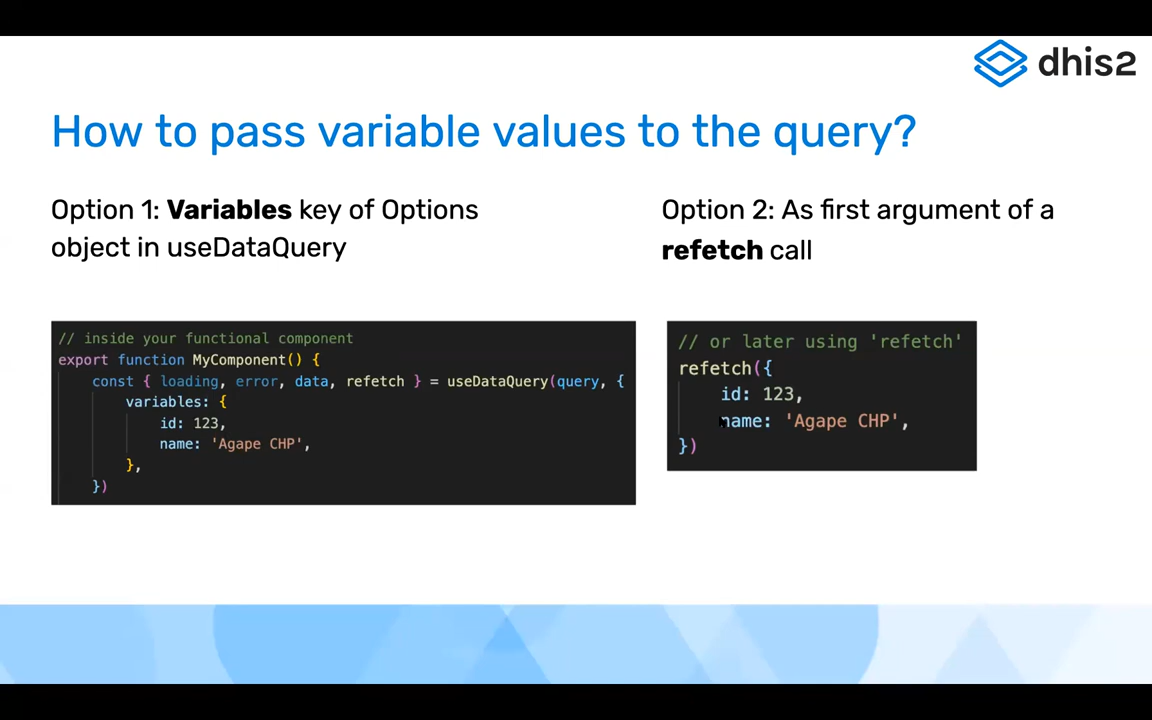 dhis2
How to pass variable values to the query?
Option 1: Variables key of Options
object in useDataQuery
// inside your functional component
export function MyComponent() {
const { loading, error, data, refetch } = useDataQuery(query, {
variables: {
id: 123,
name: 'Agape CHP',
},
})
Option 2: As first argument of a
refetch call
// or later using 'refetch'
refetch({
id: 123,
name: 'Agape CHP',
})